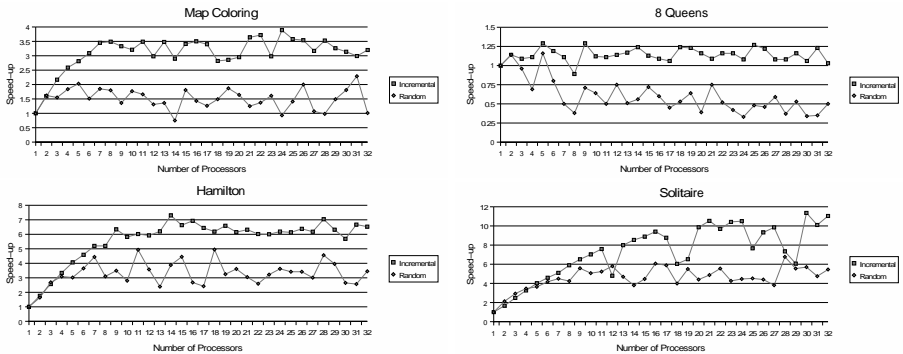 Map Coloring
4
3.5
3
2.5
2
1.5
1
0.5
0
Speed-up
1 2 3 4 5 6 7 8 9 10 11 12 13 14 15 16 17 18 19 20 21 22 23 24 25 26 27 28 29 30 31 32
Number of Processors
Incremental
Random
8 Queens
1.5
1.25
1
0.75
0.5
0.25
0
Speed-up
1 2 3 4 5 6 7 8 9 10 11 12 13 14 15 16 17 18 19 20 21 22 23 24 25 26 27 28 29 30 31 32
Number of Processors
Incremental
Random
Hamilton
8
7
6
5
4
3
2
1
0
Speed-up
1 2 3 4 5 6 7 8 9 10 11 12 13 14 15 16 17 18 19 20 21 22 23 24 25 26 27 28 29 30 31 32
Number of Processors
Incremental
Random
Solitaire
12
10
8
6
4
2
0
Speed-up
1 2 3 4 5 6 7 8 9 10 11 12 13 14 15 16 17 18 19 20 21 22 23 24 25 26 27 28 29 30 31 32
Number of Processors
Incremental
Random